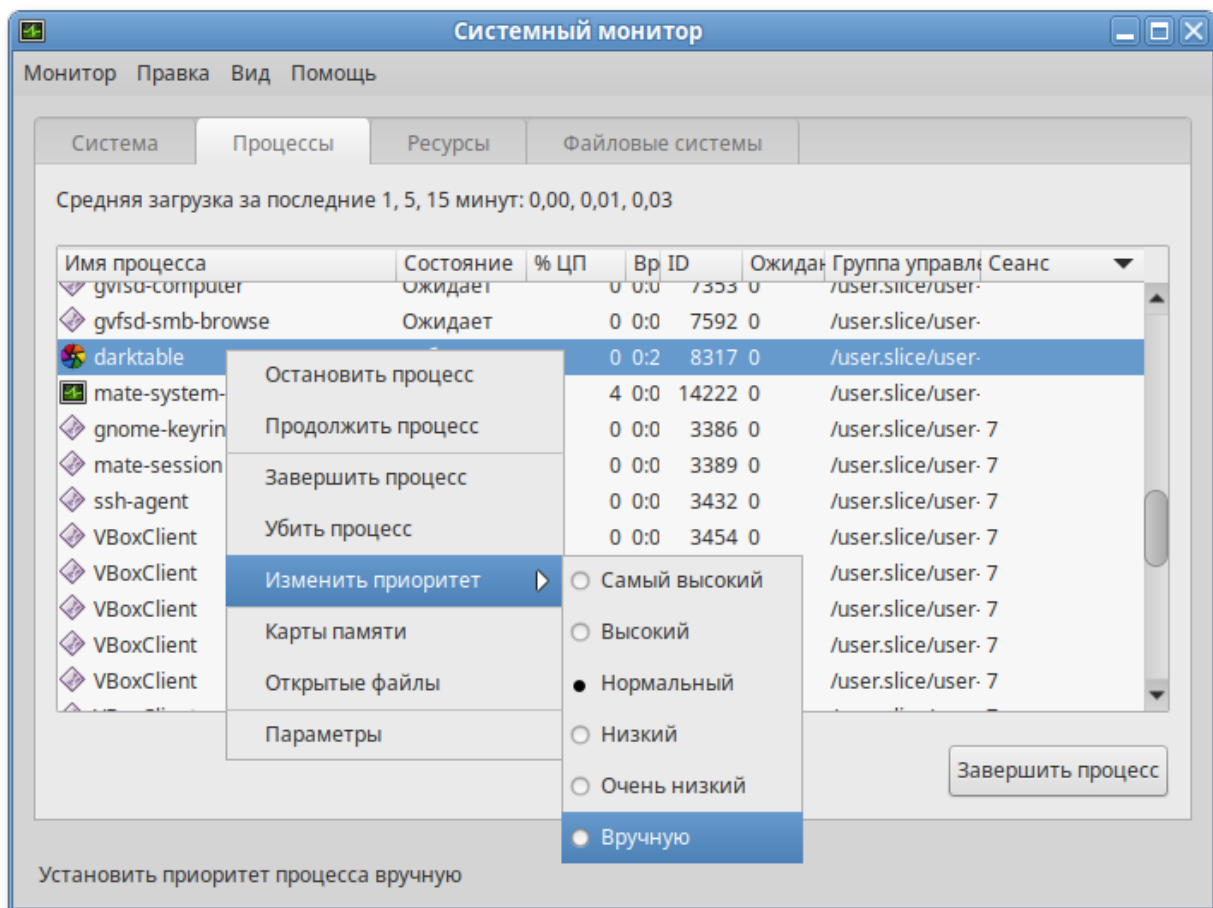 Системный монитор
Монитор Правка Вид Помощь
Система Процессы Ресурсы Файловые системы
Средняя загрузка за последние 1, 5, 15 минут: 0,00, 0,01, 0,03
Имя процесса Состояние % ЦП Вр ID Ожидан Группа управле Сеанс
gvfsd-computer Ожидает 0 0:0 7353 0 /user.slice/user-
gvfsd-smb-browse Ожидает 0 0:0 7592 0 /user.slice/user-
darktable 0 0:2 8317 0 /user.slice/user-
mate-system- 4 0:0 14222 0 /user.slice/user-
gnome-keyrin 0 0:0 3386 0 /user.slice/user- 7
mate-session 0 0:0 3389 0 /user.slice/user- 7
ssh-agent 0 0:0 3432 0 /user.slice/user- 7
VBoxClient 0 0:0 3454 0 /user.slice/user- 7
VBoxClient /user.slice/user- 7
VBoxClient /user.slice/user- 7
VBoxClient /user.slice/user- 7
VBoxClient /user.slice/user- 7
Остановить процесс
Продолжить процесс
Завершить процесс
Убить процесс
Изменить приоритет
Карты памяти
Открытые файлы
Параметры
Самый высокий
Высокий
Нормальный
Низкий
Очень низкий
Вручную
Завершить процесс
Установить приоритет процесса вручную